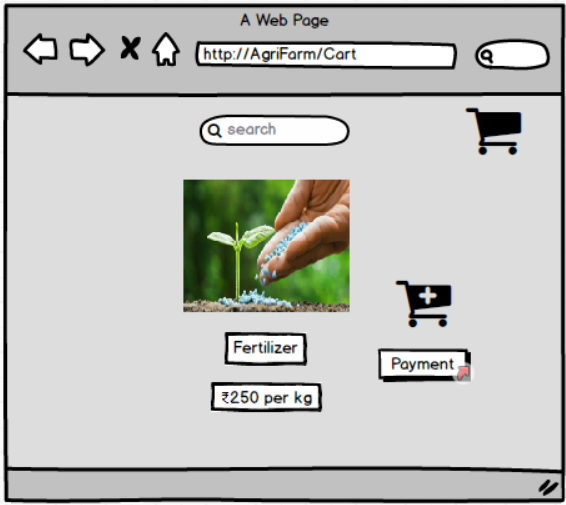 A Web Page
http://AgriFarm/Cart
search
Fertilizer
Payment
₹250 per kg